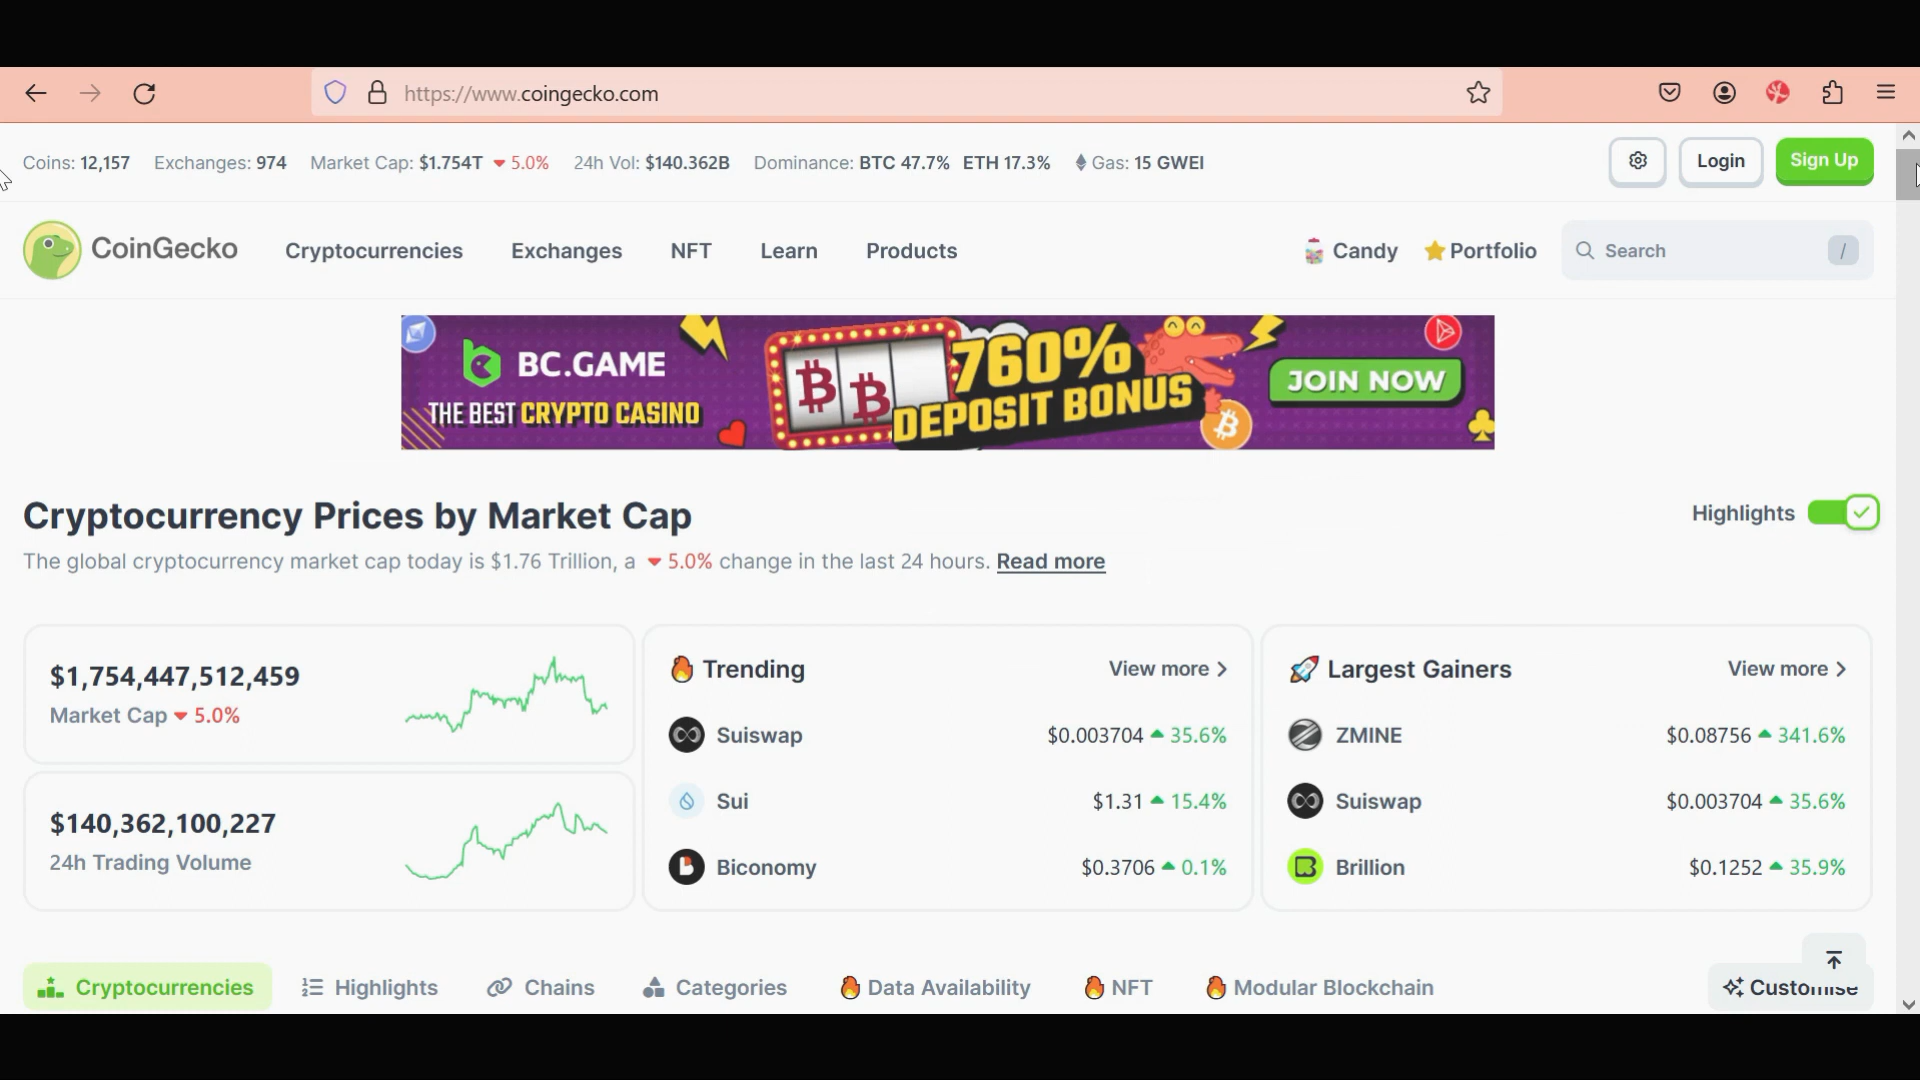 https://www.coingecko.com
Coins: 12,157 Exchanges: 974 Market Cap: $1.754T 5.0% 24h Vol: $140.362B Dominance: BTC 47.7% ETH 17.3% Gas: 15 GWEI Login Sign Up
CoinGecko Cryptocurrencies Exchanges NFT Learn Products Candy Portfolio Search /
BC.GAME
THE BEST CRYPTO CASINO
760%
DEPOSIT BONUS
JOIN NOW
Cryptocurrency Prices by Market Cap
Highlights
The global cryptocurrency market cap today is $1.76 Trillion, a 5.0% change in the last 24 hours. Read more
$1,754,447,512,459
Market Cap 5.0%
$140,362,100,227
24h Trading Volume
Trending View more
Suiswap $0.003704 35.6%
Sui $1.31 15.4%
Biconomy $0.3706 0.1%
Largest Gainers View more
ZMINE $0.08756 341.6%
Suiswap $0.003704 35.6%
Brillion $0.1252 35.9%
Cryptocurrencies Highlights Chains Categories Data Availability NFT Modular Blockchain Customise